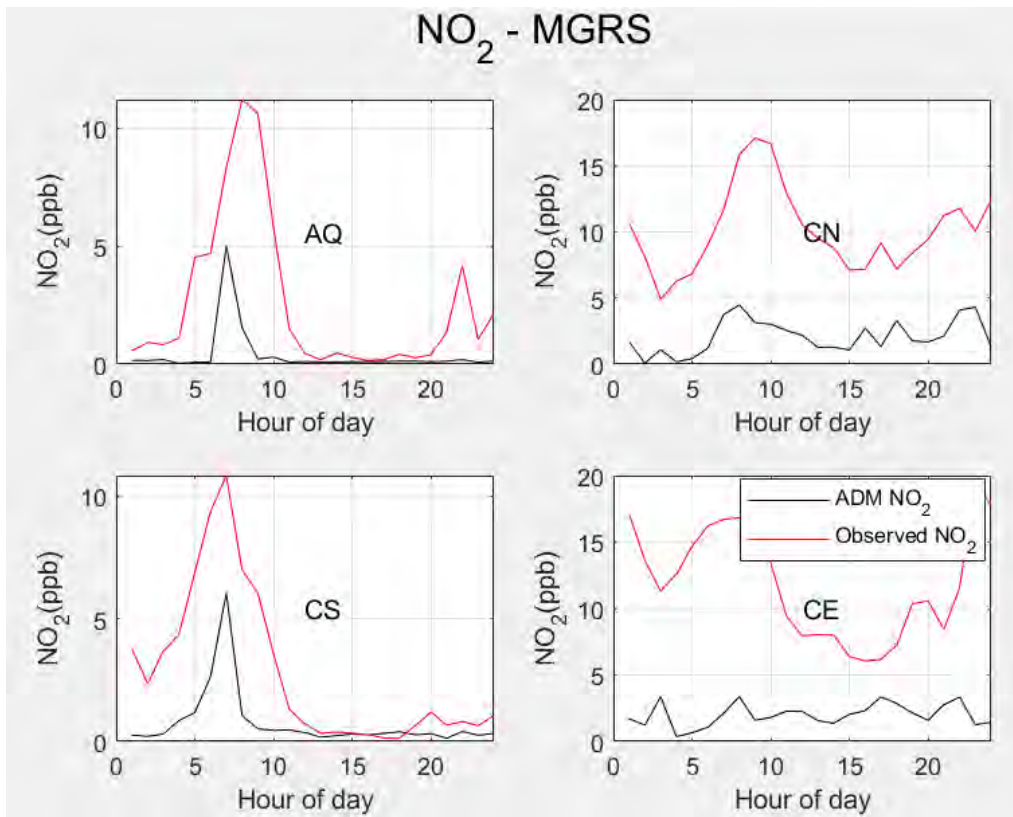 NO2 - MGRS
NO2(ppb)
10
5
0
AQ
0 5 10 15 20
Hour of day
NO2(ppb)
20
15
10
5
0
CN
0 5 10 15 20
Hour of day
NO2(ppb)
10
5
0
CS
0 5 10 15 20
Hour of day
NO2(ppb)
20
15
10
5
0
ADM NO2
Observed NO2
CE
0 5 10 15 20
Hour of day